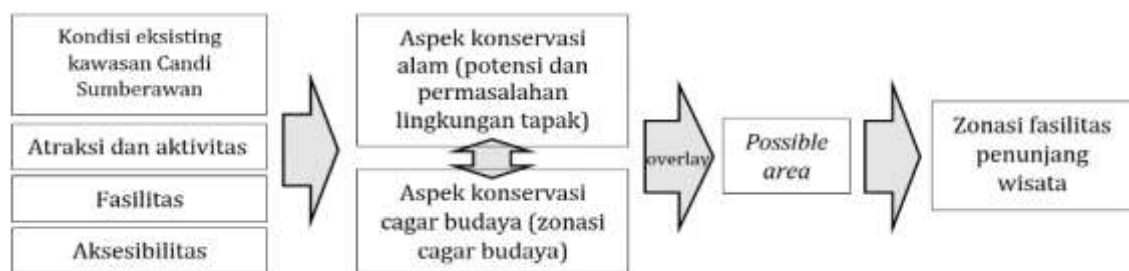 Kondisi eksisting
kawasan Candi
Sumberawan
Atraksi dan aktivitas
Fasilitas
Aksesibilitas
Aspek konservasi
alam (potensi dan
permasalahan
lingkungan tapak)
Aspek konservasi
cagar budaya (zonasi
cagar budaya)
overlay
Possible
area
Zonasi fasilitas
penunjang
wisata